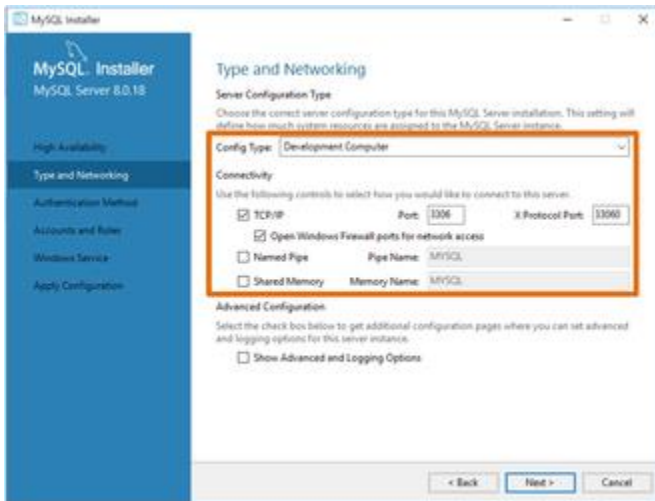 MySQL Installer
MySQL Installer
MySQL Server 8.0.18
High Availability
Type and Networking
Authentication Method
Accounts and Roles
Windows Service
Apply Configuration
Type and Networking
Server Configuration Type
Choose the correct server configuration type for this MySQL Server installation. This setting will
define how much system resources are assigned to the MySQL Server instance.
Config Type: Development Computer
Connectivity
Use the following controls to select how you would like to connect to this server.
TCP/IP Port: 3306 X Protocol Port: 33060
Open Windows Firewall ports for network access
Named Pipe Pipe Name: MYSQL
Shared Memory Memory Name: MYSQL
Advanced Configuration
Select the check box below to get additional configuration pages where you can set advanced
and logging options for this server instance.
Show Advanced and Logging Options
< Back Next > Cancel